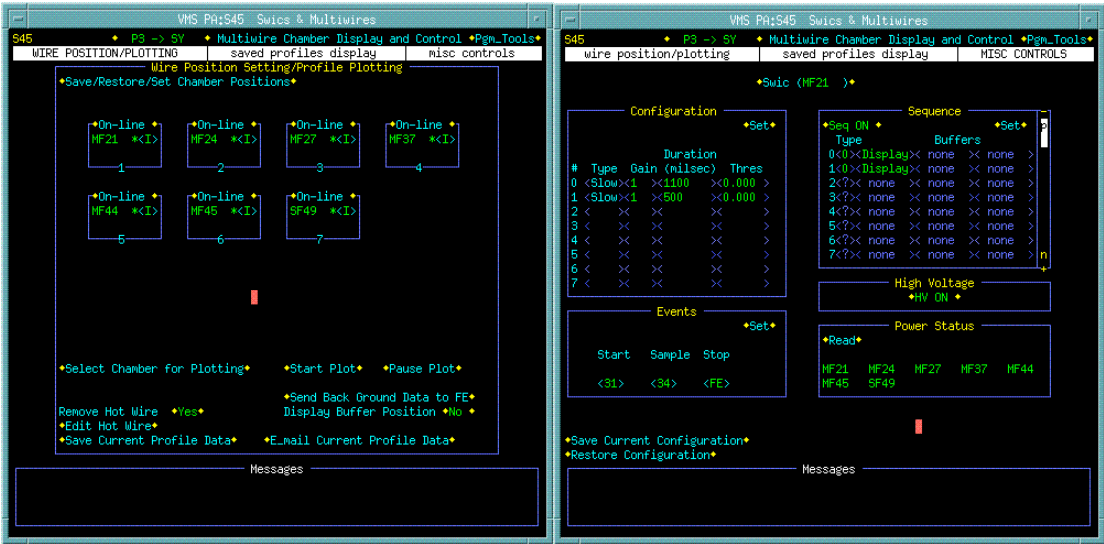 VMS PA:S45 Swics & Multiwires
S45 ◆ P3 -> SY ◆ Multiwire Chamber Display and Control ◆Pgm_Tools◆
WIRE POSITION/PLOTTING saved profiles display misc controls
Wire Position Setting/Profile Plotting
◆Save/Restore/Set Chamber Positions◆
◆On-line ◆ ◆On-line ◆ ◆On-line ◆ ◆On-line ◆
MF21 *<I> MF24 *<I> MF27 *<I> MF37 *<I>
1 2 3 4
◆On-line ◆ ◆On-line ◆ ◆On-line ◆
MF44 *<I> MF45 *<I> SF49 *<I>
5 6 7
◆Select Chamber for Plotting◆ ◆Start Plot◆ ◆Pause Plot◆
◆Send Back Ground Data to FE◆
Remove Hot Wire ◆Yes◆ Display Buffer Position ◆No ◆
◆Edit Hot Wire◆
◆Save Current Profile Data◆ ◆E_mail Current Profile Data◆
Messages
VMS PA:S45 Swics & Multiwires
S45 ◆ P3 -> SY ◆ Multiwire Chamber Display and Control ◆Pgm_Tools◆
wire position/plotting saved profiles display MISC CONTROLS
◆Swic (MF21 )◆
Configuration
◆Set◆
Duration
# Type Gain (milsec) Thres
0 <Slow><1 ><1100 ><0.000 >
1 <Slow><1 ><500 ><0.000 >
2 < >< >< >
3 < >< >< >
4 < >< >< >
5 < >< >< >
6 < >< >< >
7 < >< >< >
Events
◆Set◆
Start Sample Stop
<31> <34> <FE>
Sequence
-
◆Seq ON ◆ ◆Set◆ p
Type Buffers
0<0><Display>< none >< none >
1<0><Display>< none >< none >
2<?>< none >< none >< none >
3<?>< none >< none >< none >
4<?>< none >< none >< none >
5<?>< none >< none >< none >
6<?>< none >< none >< none >
7<?>< none >< none >< none > n
+
High Voltage
◆HV ON ◆
Power Status
◆Read◆
MF21 MF24 MF27 MF37 MF44
MF45 SF49
◆Save Current Configuration◆
◆Restore Configuration◆
Messages